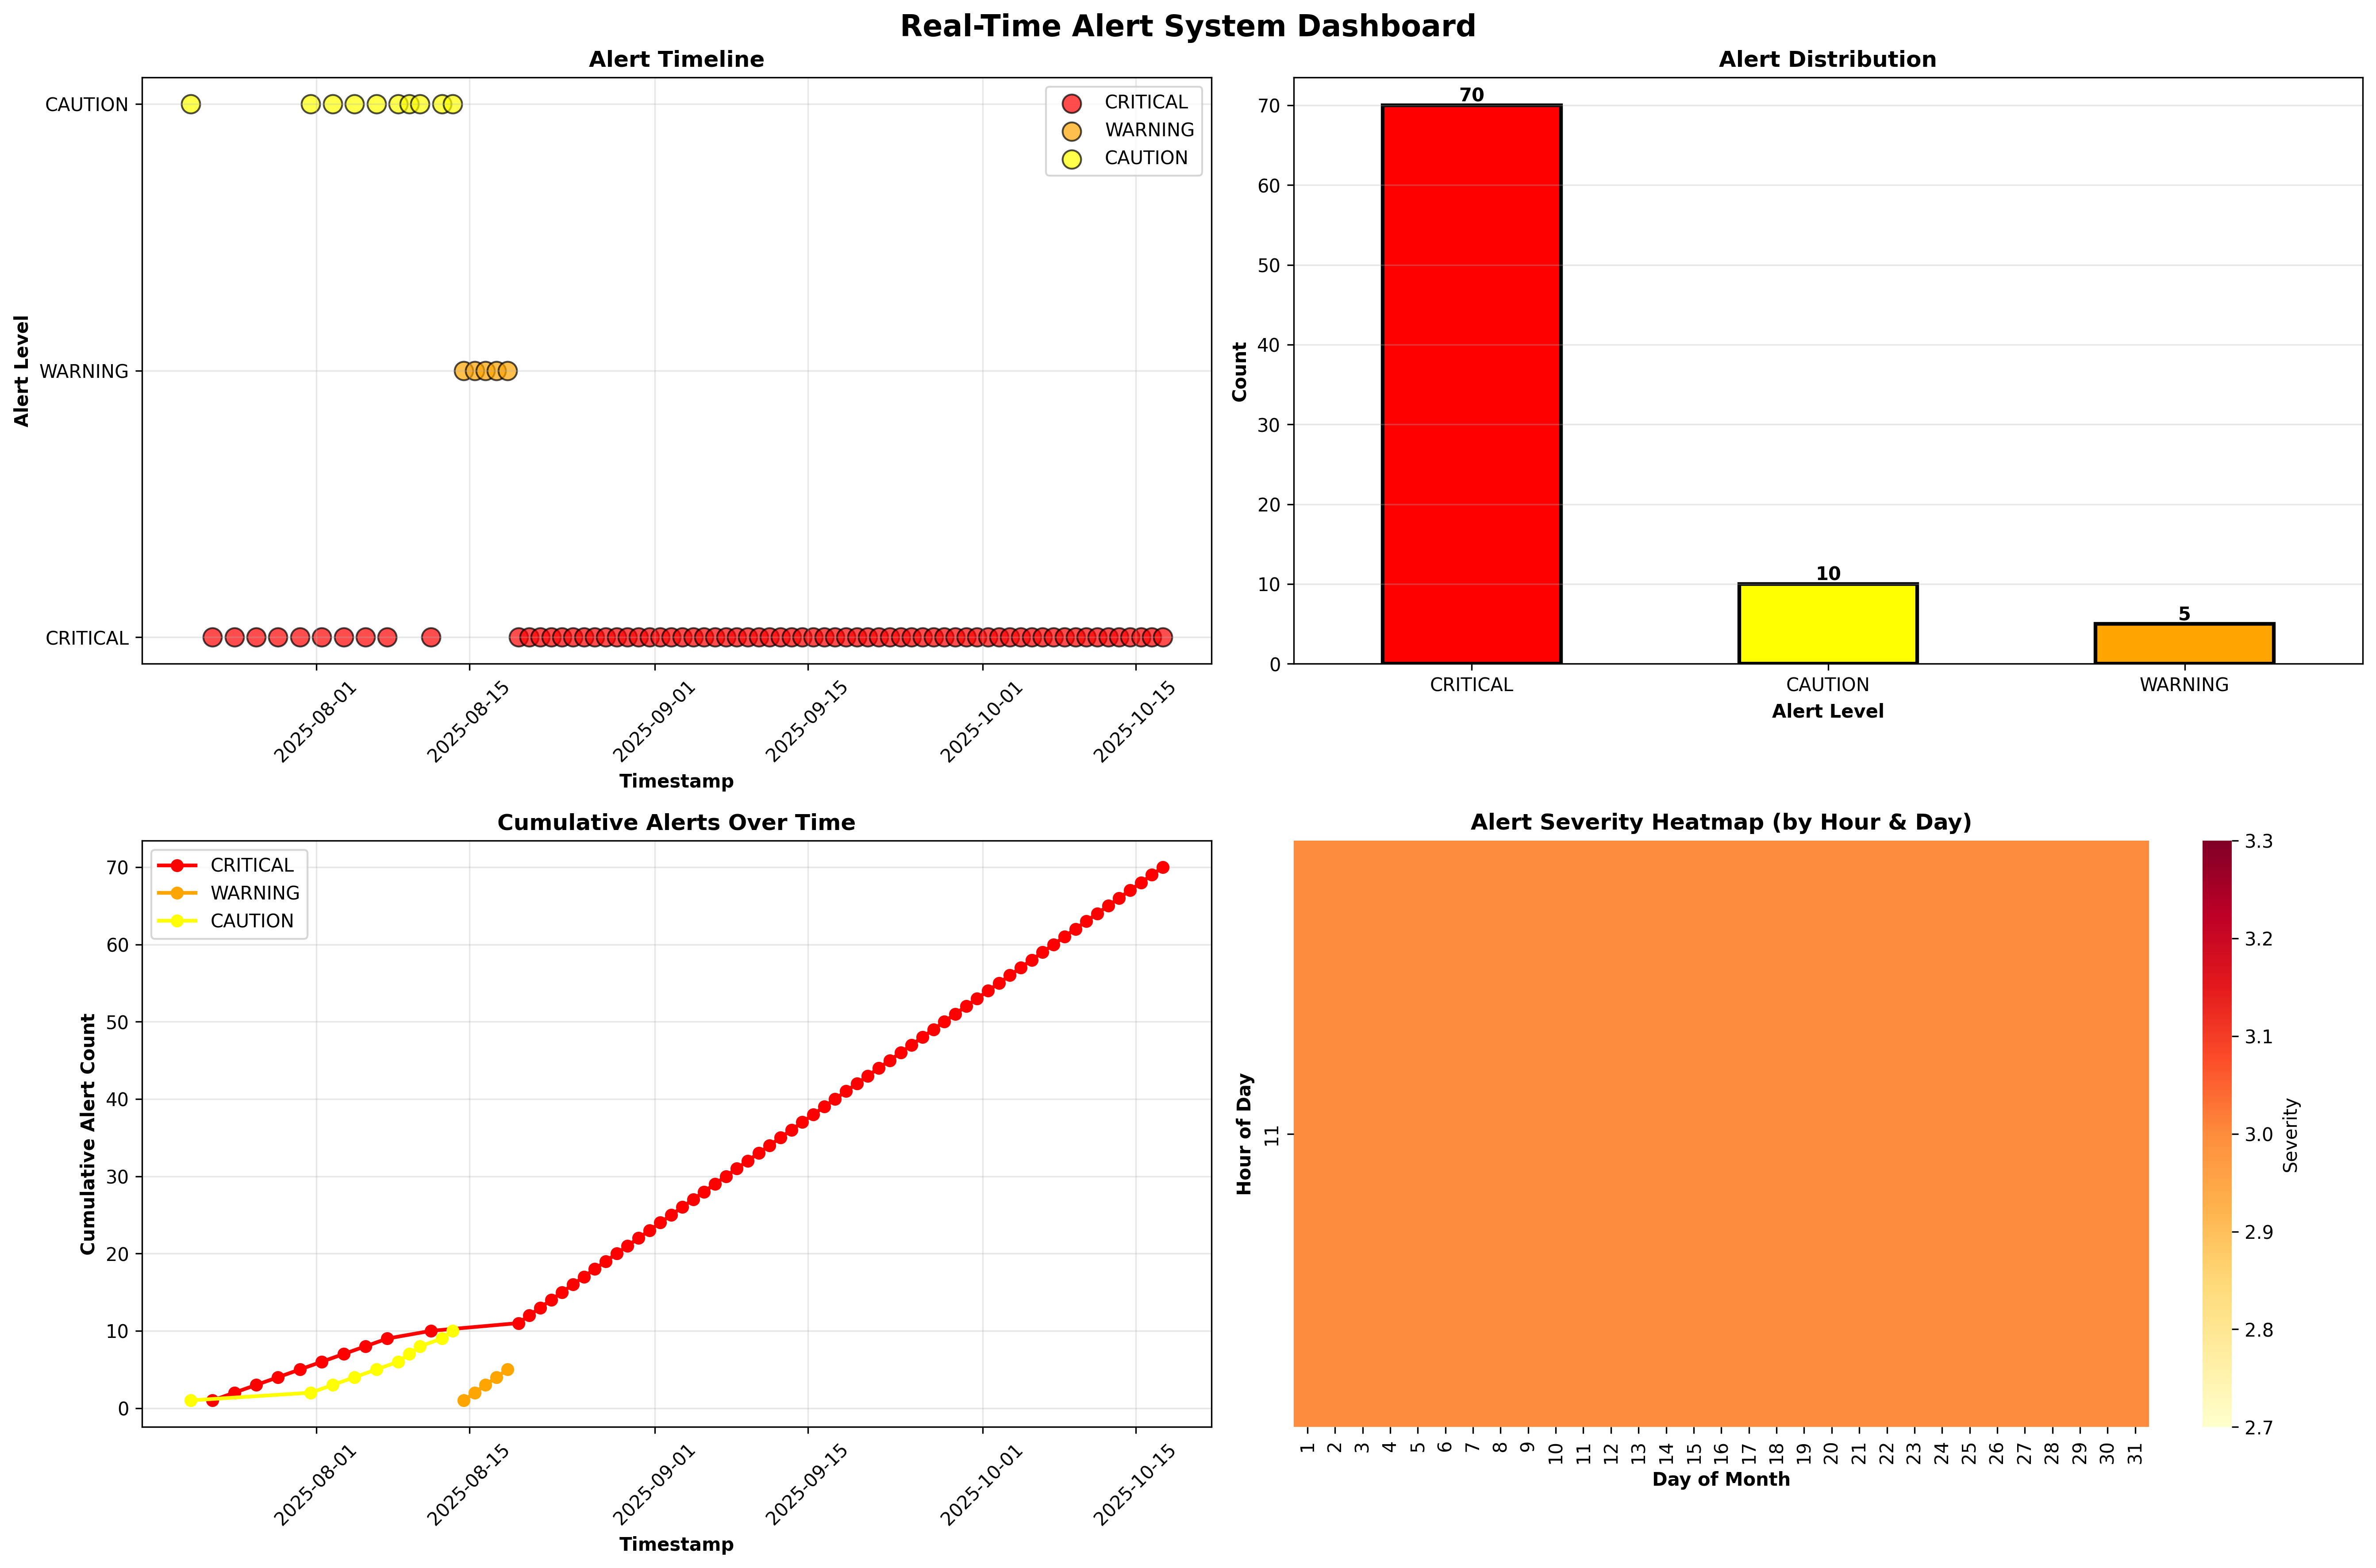 Real-Time Alert System Dashboard
Alert Timeline
CAUTION
WARNING
CRITICAL
Alert Level
CRITICAL
WARNING
CAUTION
2025-08-01
2025-08-15
2025-09-01
2025-09-15
2025-10-01
2025-10-15
Timestamp
Alert Distribution
70
60
50
40
30
20
10
0
Count
70
10
5
CRITICAL
CAUTION
WARNING
Alert Level
Cumulative Alerts Over Time
70
60
50
40
30
20
10
0
Cumulative Alert Count
CRITICAL
WARNING
CAUTION
2025-08-01
2025-08-15
2025-09-01
2025-09-15
2025-10-01
2025-10-15
Timestamp
Alert Severity Heatmap (by Hour & Day)
Hour of Day
11
1 2 3 4 5 6 7 8 9 10 11 12 13 14 15 16 17 18 19 20 21 22 23 24 25 26 27 28 29 30 31
Day of Month
3.3
3.2
3.1
3.0
2.9
2.8
2.7
Severity